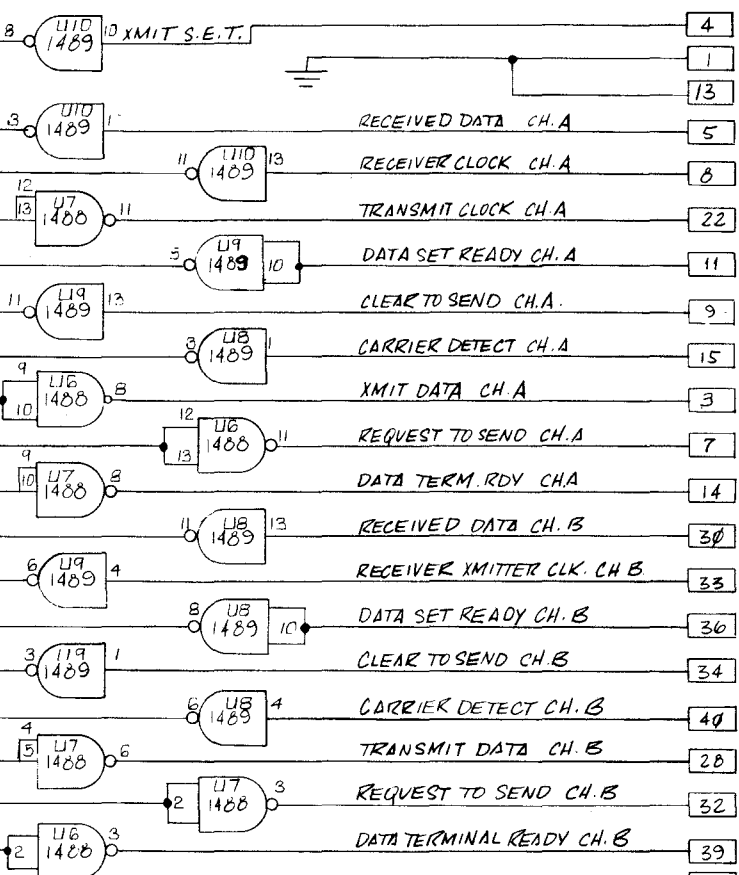 8 U10 1489 10 XMIT S.E.T. 4
1
13
3 U10 1489 1 RECEIVED DATA CH.A 5
11 U10 1489 13 RECEIVER CLOCK CH.A 8
12 13 U7 1488 11 TRANSMIT CLOCK CH.A 22
U9 1489 10 DATA SET READY CH.A 11
11 U9 1489 13 CLEAR TO SEND CH.A. 9
3 U8 1489 1 CARRIER DETECT CH.A 15
9 10 U6 1488 8 XMIT DATA CH.A 3
12 13 U6 1488 11 REQUEST TO SEND CH.A 7
9 10 U7 1488 8 DATA TERM. RDY CH.A 14
11 U8 1489 13 RECEIVED DATA CH.B 30
6 U9 1489 4 RECEIVER XMITTER CLK. CH B 33
8 U8 1489 10 DATA SET READY CH.B 36
3 U9 1489 1 CLEAR TO SEND CH.B 34
6 U8 1489 4 CARRIER DETECT CH.B 40
4 5 U7 1488 6 TRANSMIT DATA CH.B 28
2 U7 1488 3 REQUEST TO SEND CH.B 32
2 U6 1488 3 DATA TERMINAL READY CH.B 39